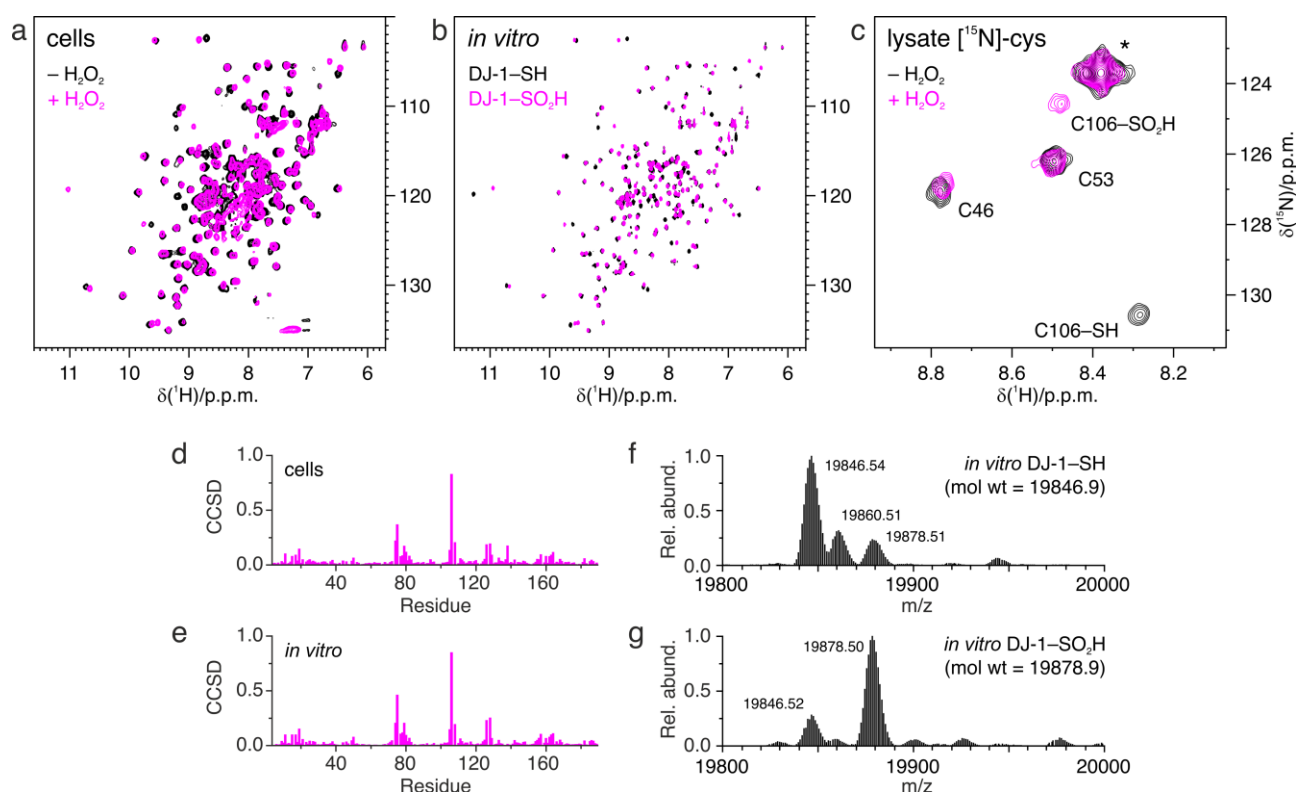 a
cells
– H₂O₂
+ H₂O₂
110
120
130
11 10 9 8 7 6
δ(¹H)/p.p.m.
b
in vitro
DJ-1–SH
DJ-1–SO₂H
110
120
130
11 10 9 8 7 6
δ(¹H)/p.p.m.
c
lysate [¹⁵N]-cys
– H₂O₂
+ H₂O₂
*
C106–SO₂H
C53
C46
C106–SH
124
126
128
130
δ(¹⁵N)/p.p.m.
8.8 8.6 8.4 8.2
δ(¹H)/p.p.m.
d
cells
CCSD
1.0
0.5
0.0
40 80 120 160
Residue
e
in vitro
CCSD
1.0
0.5
0.0
40 80 120 160
Residue
f
in vitro DJ-1–SH
(mol wt = 19846.9)
19846.54
19860.51
19878.51
Rel. abund.
1.0
0.5
0.0
19800 19900 20000
m/z
g
in vitro DJ-1–SO₂H
(mol wt = 19878.9)
19878.50
19846.52
Rel. abund.
1.0
0.5
0.0
19800 19900 20000
m/z